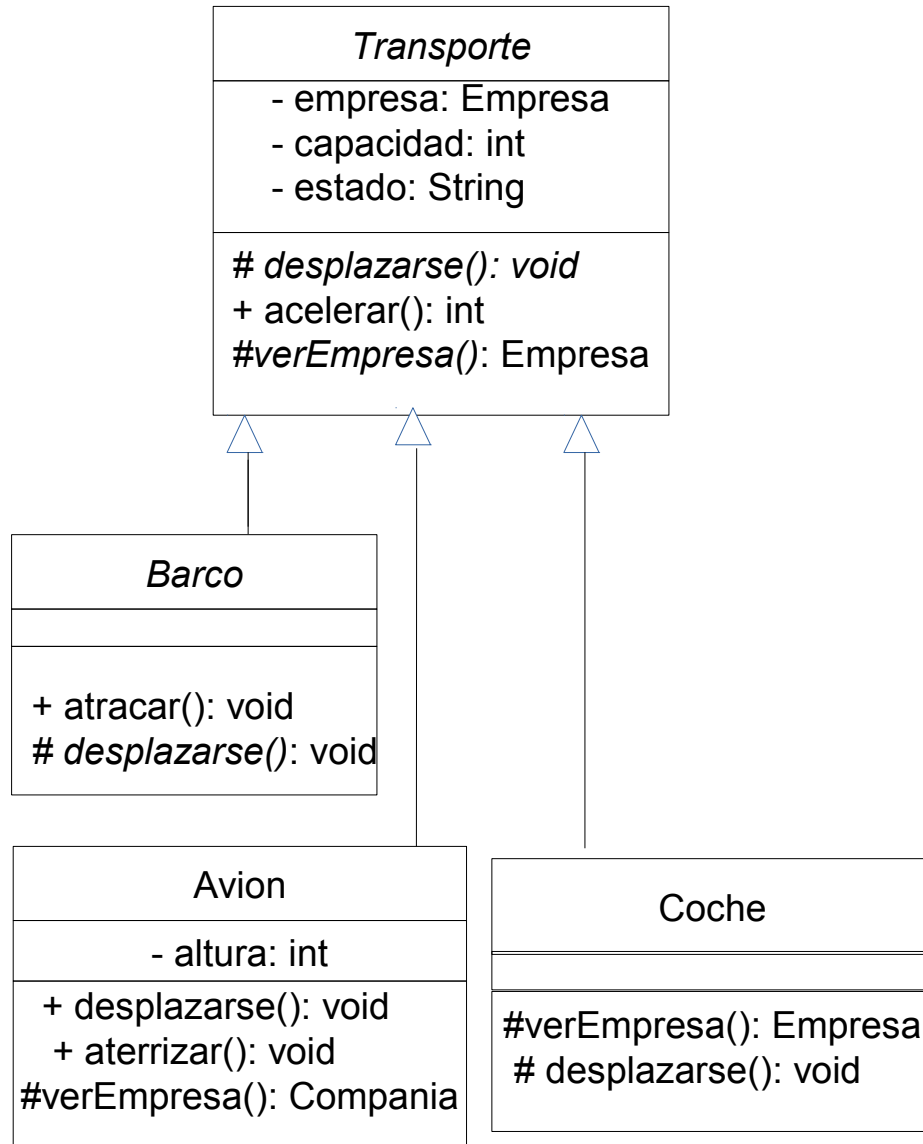 Transporte
- empresa: Empresa
- capacidad: int
- estado: String
# desplazarse(): void
+ acelerar(): int
#verEmpresa(): Empresa
Barco
+ atracar(): void
# desplazarse(): void
Avion
- altura: int
+ desplazarse(): void
+ aterrizar(): void
#verEmpresa(): Compania
Coche
#verEmpresa(): Empresa
# desplazarse(): void